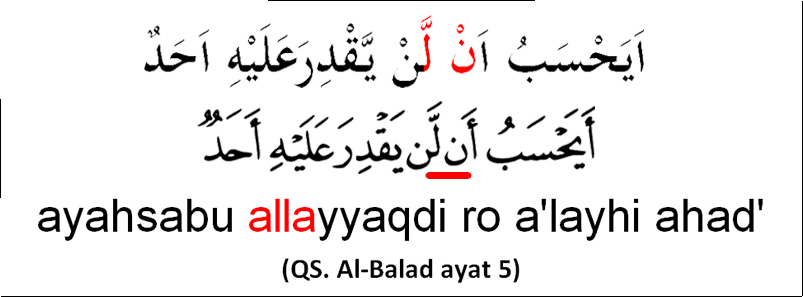 اَيَحْسَبُ اَنْ لَّنْ يَّقْدِرَ عَلَيْهِ اَحَدٌۘ
أَيَحۡسَبُ أَن لَّن يَقۡدِرَ عَلَيۡهِ أَحَدٞ
ayahsabu allayyaqdi ro a'layhi ahad'
(QS. Al-Balad ayat 5)